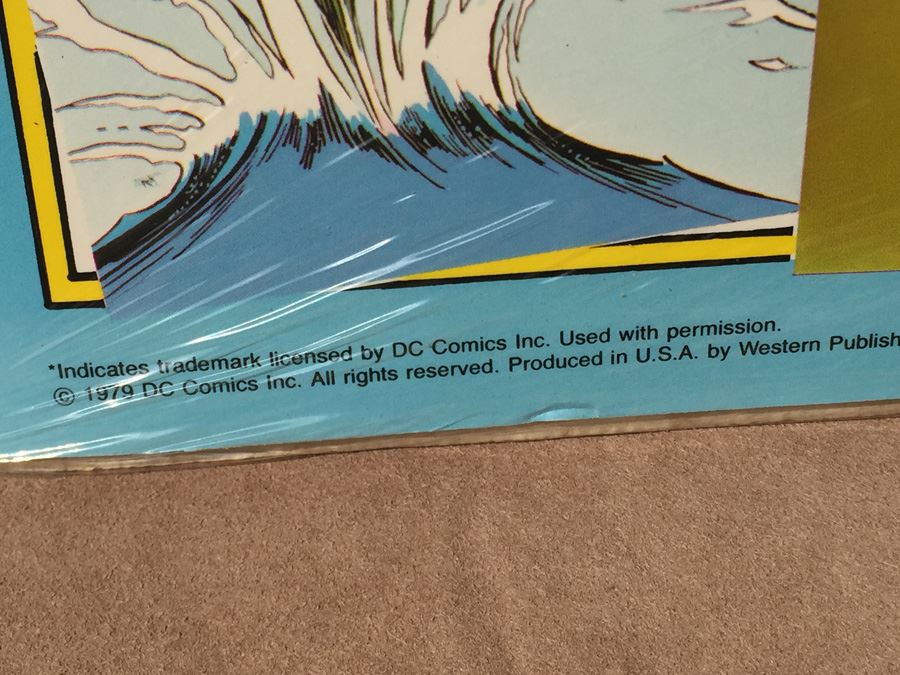 *Indicates trademark licensed by DC Comics Inc. Used with permission.
© 1979 DC Comics Inc. All rights reserved. Produced in U.S.A. by Western Publish